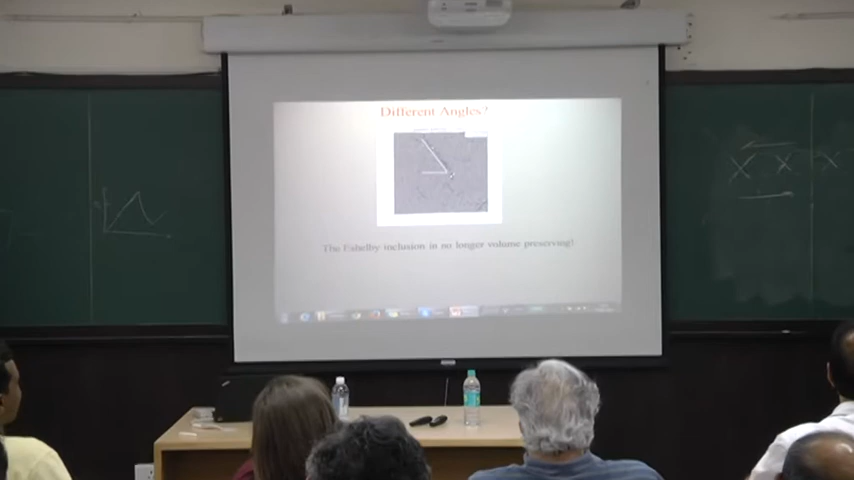 Different Angles?
The Eshelby inclusion in no longer volume preserving!
X X X